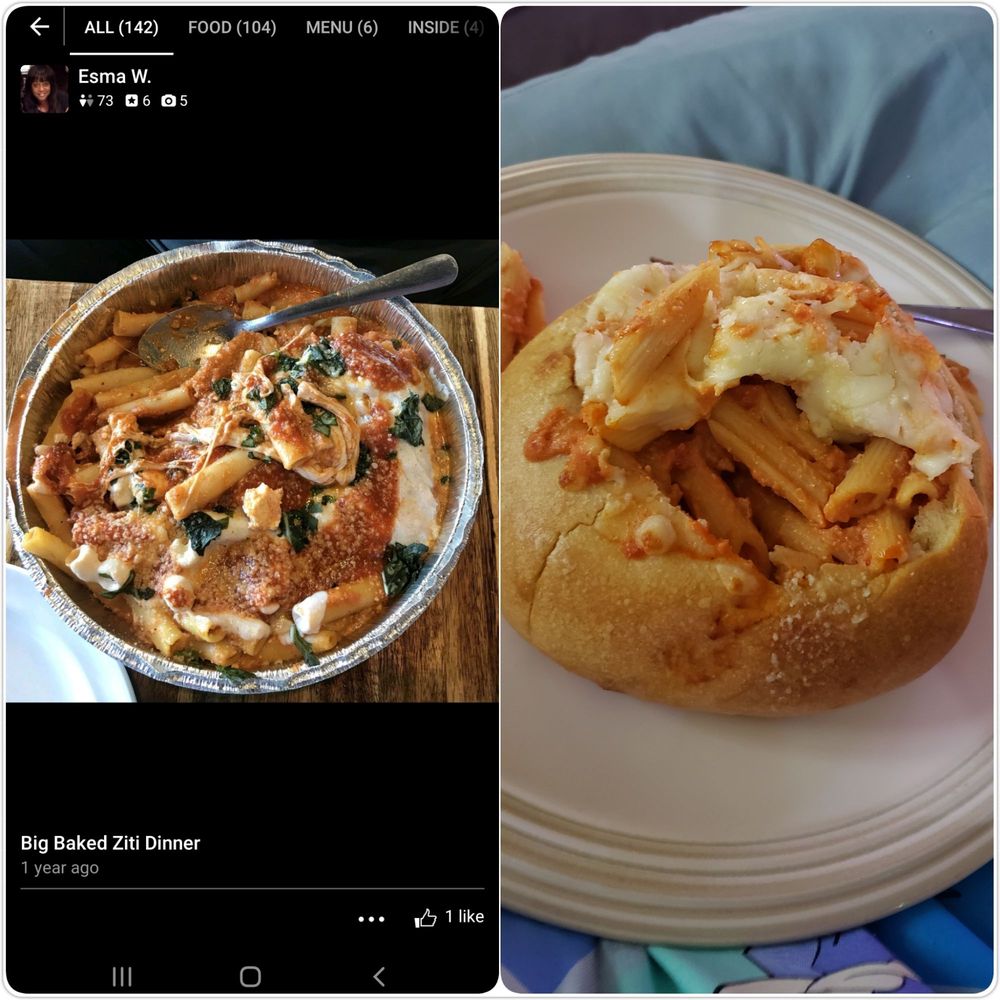 ALL (142) FOOD (104) MENU (6) INSIDE (4)
Esma W.
73 6 5
Big Baked Ziti Dinner
1 year ago
1 like